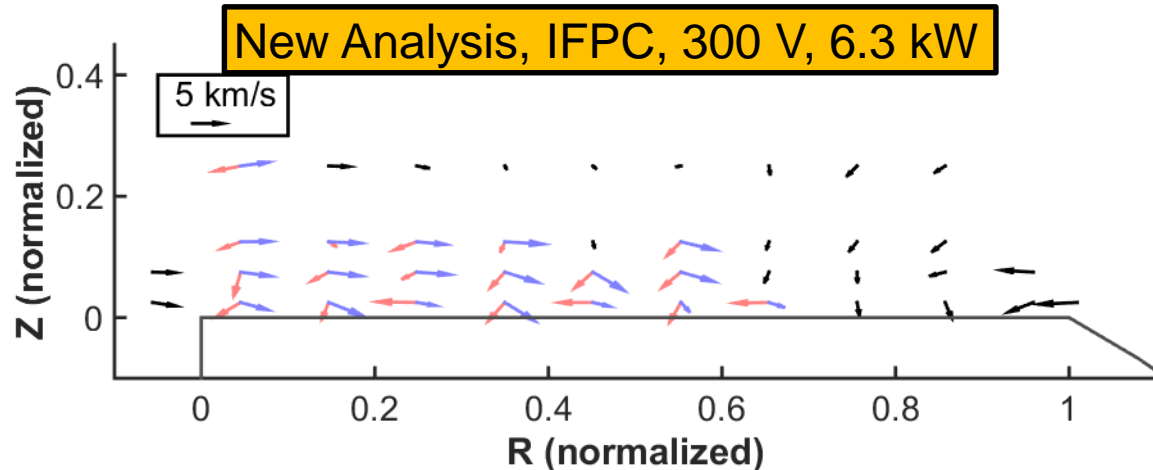 New Analysis, IFPC, 300 V, 6.3 kW
5 km/s
Z (normalized)
0.4
0.2
0
0 0.2 0.4 0.6 0.8 1
R (normalized)